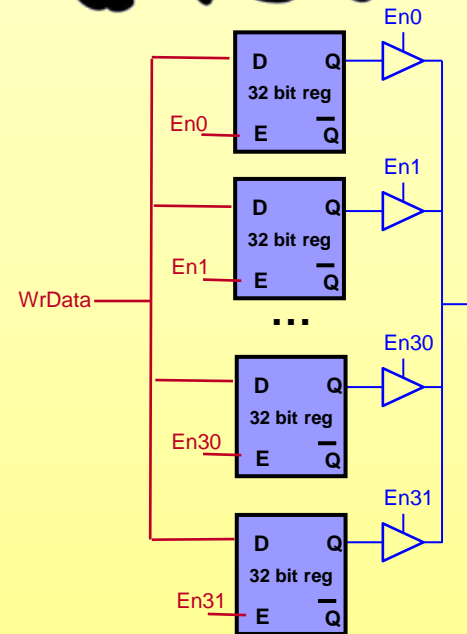 En0
D Q
32 bit reg
En0
E Q
En1
D Q
32 bit reg
En1
E Q
WrData
...
En30
D Q
32 bit reg
En30
E Q
En31
D Q
32 bit reg
En31
E Q